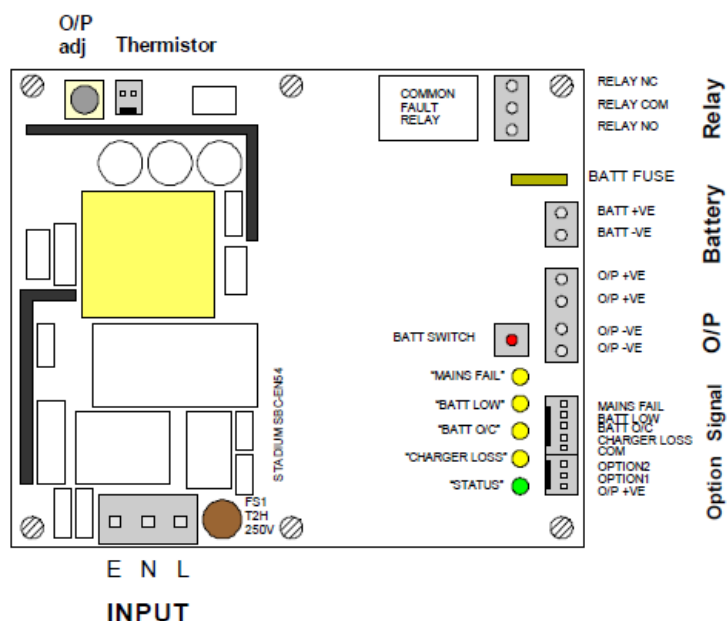 O/P
adj
Thermistor
COMMON
FAULT
RELAY
RELAY NC
RELAY COM
RELAY NO
Relay
BATT FUSE
BATT +VE
BATT -VE
Battery
O/P +VE
O/P +VE
O/P -VE
O/P -VE
O/P
BATT SWITCH
"MAINS FAIL"
"BATT LOW"
"BATT O/C"
"CHARGER LOSS"
"STATUS"
MAINS FAIL
BATT LOW
BATT O/C
CHARGER LOSS
COM
Signal
OPTION2
OPTION1
O/P +VE
Option
STADIUM SBC-EN54
FS1
T2H
250V
E N L
INPUT